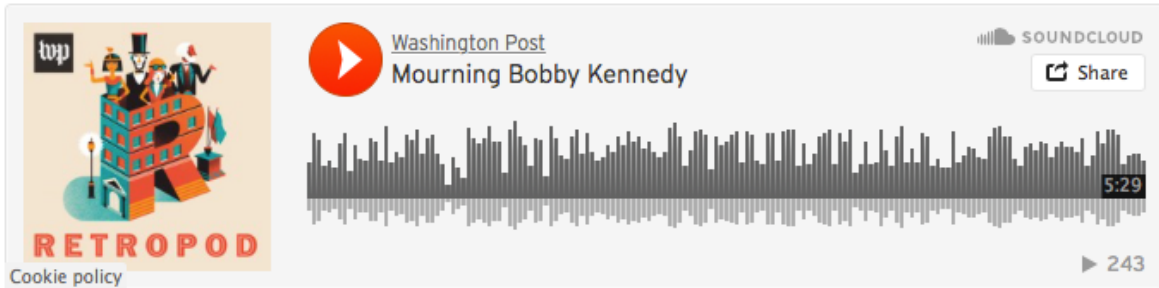 wp
Washington Post
Mourning Bobby Kennedy
SOUNDCLOUD
Share
5:29
RETROPOD
243
Cookie policy